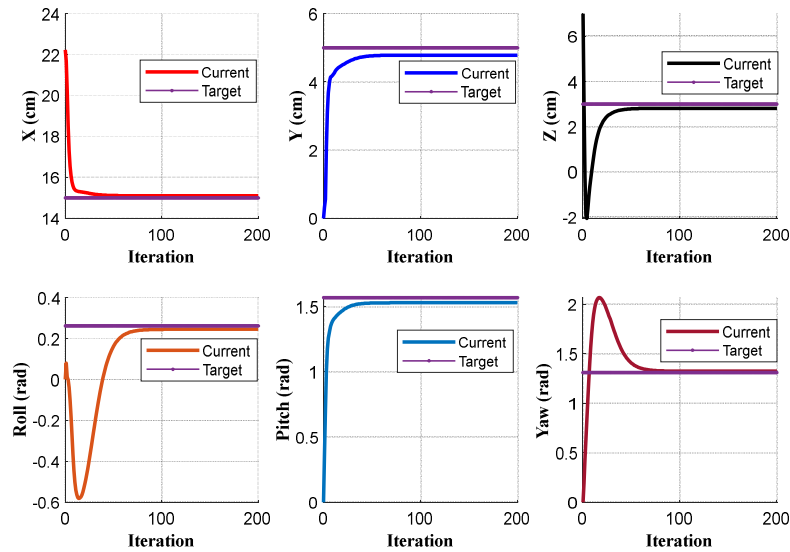 24
22
20
18
16
14
X (cm)
Current
Target
0
100
200
Iteration
6
4
2
0
Y (cm)
Current
Target
0
100
200
Iteration
6
4
2
0
-2
Z (cm)
Current
Target
0
100
200
Iteration
0.4
0.2
0
-0.2
-0.4
-0.6
Roll (rad)
Current
Target
0
100
200
Iteration
1.5
1
0.5
0
Pitch (rad)
Current
Target
0
100
200
Iteration
2
1.5
1
0.5
0
Yaw (rad)
Current
Target
0
100
200
Iteration